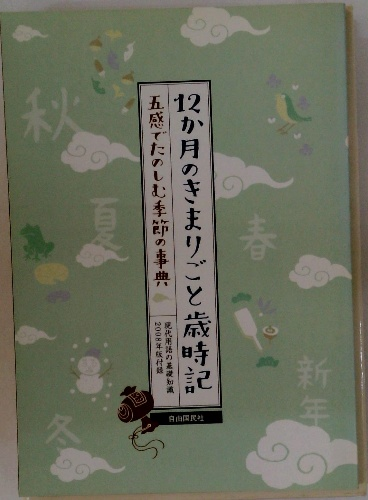 12か月のきまりごと歳時記
五感でたのしむ季節の事典
現代用語の基礎知識
2008年版付録
自由国民社
秋
夏
春
冬
新年